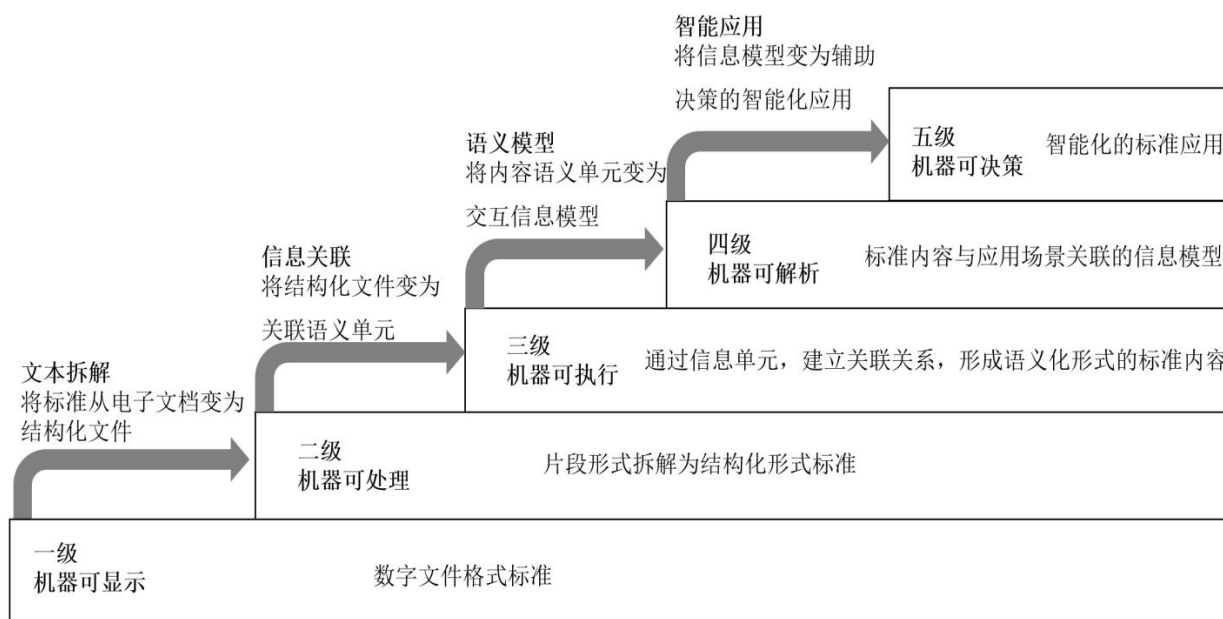 智能应用
将信息模型变为辅助
决策的智能化应用
五级
机器可决策
智能化的标准应用
语义模型
将内容语义单元变为
交互信息模型
四级
机器可解析
标准内容与应用场景关联的信息模型
信息关联
将结构化文件变为
关联语义单元
三级
机器可执行
通过信息单元，建立关联关系，形成语义化形式的标准内容
文本拆解
将标准从电子文档变为
结构化文件
二级
机器可处理
片段形式拆解为结构化形式标准
一级
机器可显示
数字文件格式标准